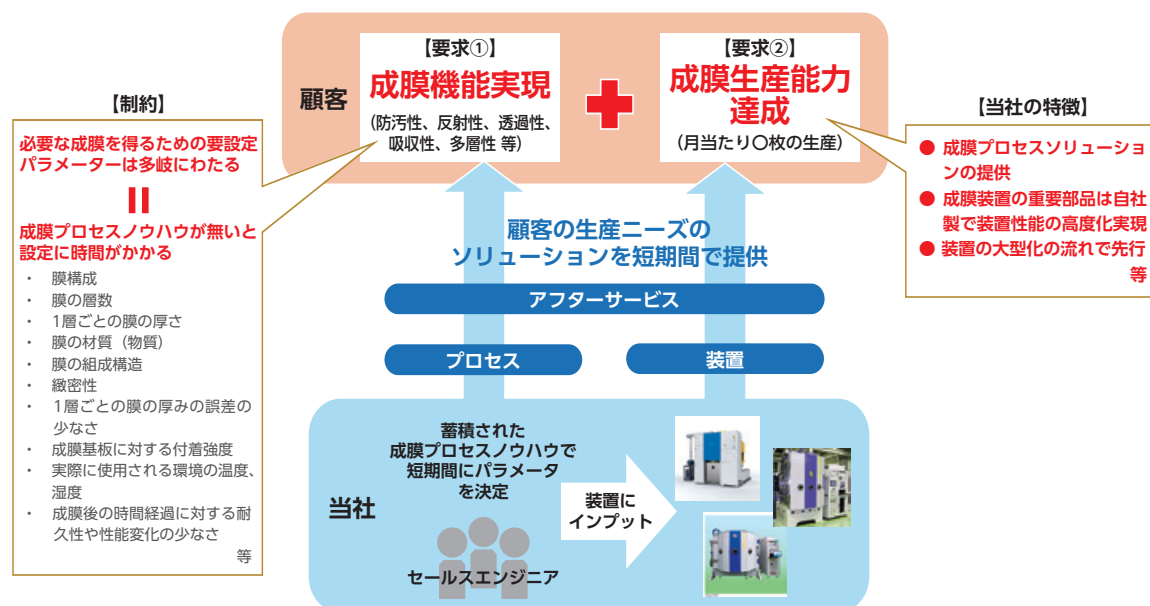 【要求①】
成膜機能実現
（防汚性、反射性、透過性、
吸収性、多層性 等）
顧客
【要求②】
成膜生産能力
達成
（月当たり〇枚の生産）
【制約】
必要な成膜を得るための要設定
パラメーターは多岐にわたる
成膜プロセスノウハウが無いと
設定に時間がかかる
・ 膜構成
・ 膜の層数
・ 1層ごとの膜の厚さ
・ 膜の材質（物質）
・ 膜の組成構造
・ 緻密性
・ 1層ごとの膜の厚みの誤差の
少なさ
・ 成膜基板に対する付着強度
・ 実際に使用される環境の温度、
湿度
・ 成膜後の時間経過に対する耐
久性や性能変化の少なさ
等
【当社の特徴】
● 成膜プロセスソリューショ
ンの提供
● 成膜装置の重要部品は自社
製で装置性能の高度化実現
● 装置の大型化の流れで先行
等
顧客の生産ニーズの
ソリューションを短期間で提供
アフターサービス
プロセス
装置
蓄積された
成膜プロセスノウハウで
短期間にパラメータ
を決定
当社
装置に
インプット
セールスエンジニア